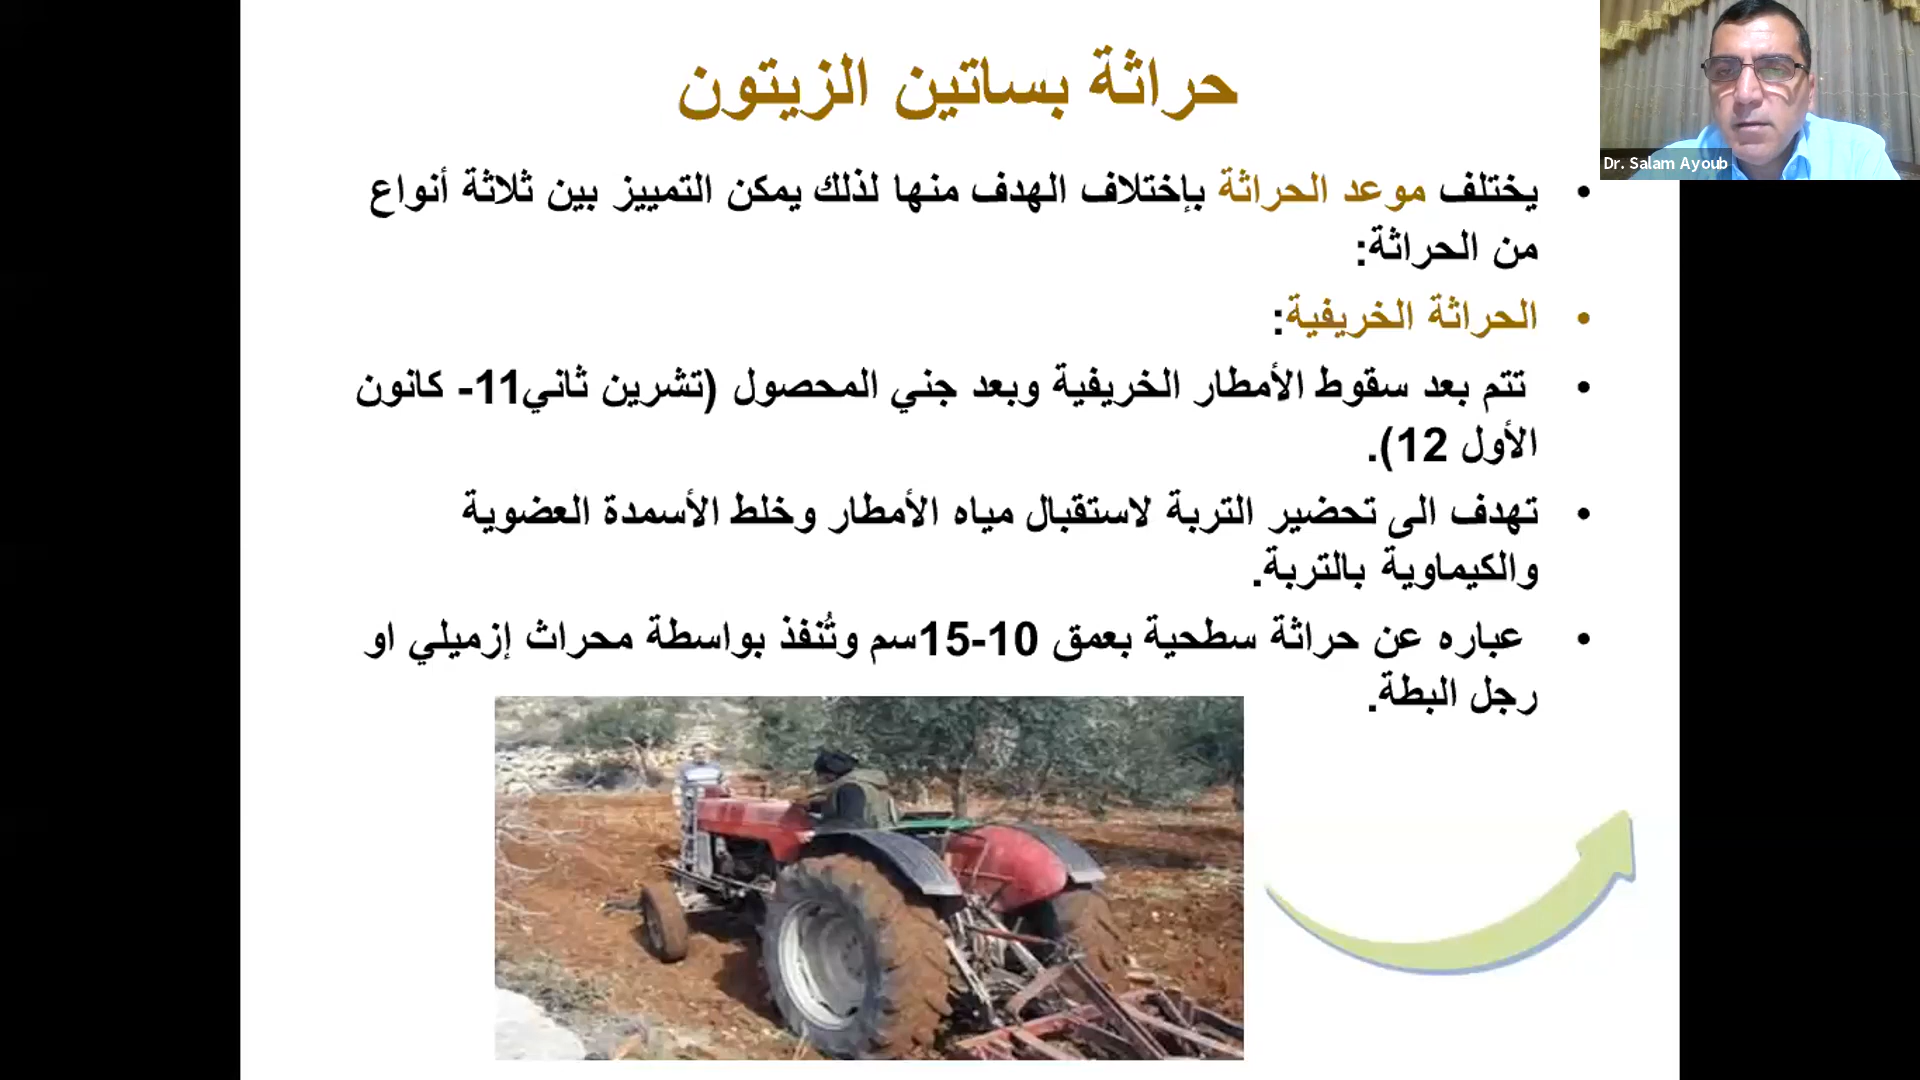 حراثة بساتين الزيتون
• يختلف موعد الحراثة بإختلاف الهدف منها لذلك يمكن التمييز بين ثلاثة أنواع
من الحراثة:
• الحراثة الخريفية:
• تتم بعد سقوط الأمطار الخريفية وبعد جني المحصول (تشرين ثاني11- كانون
الأول 12).
• تهدف الى تحضير التربة لاستقبال مياه الأمطار وخلط الأسمدة العضوية
والكيماوية بالتربة.
• عباره عن حراثة سطحية بعمق 10-15سم وتُنفذ بواسطة محراث إزميلي او
رجل البطة.
Dr. Salam Ayoub